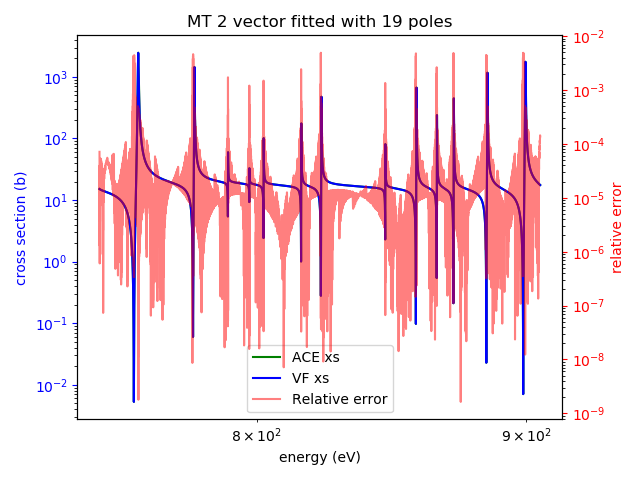 MT 2 vector fitted with 19 poles
cross section (b)
10³
10²
10¹
10⁰
10⁻¹
10⁻²
10⁻²
10⁻³
10⁻⁴
10⁻⁵
10⁻⁶
10⁻⁷
10⁻⁸
10⁻⁹
relative error
ACE xs
VF xs
Relative error
8 × 10²
9 × 10²
energy (eV)